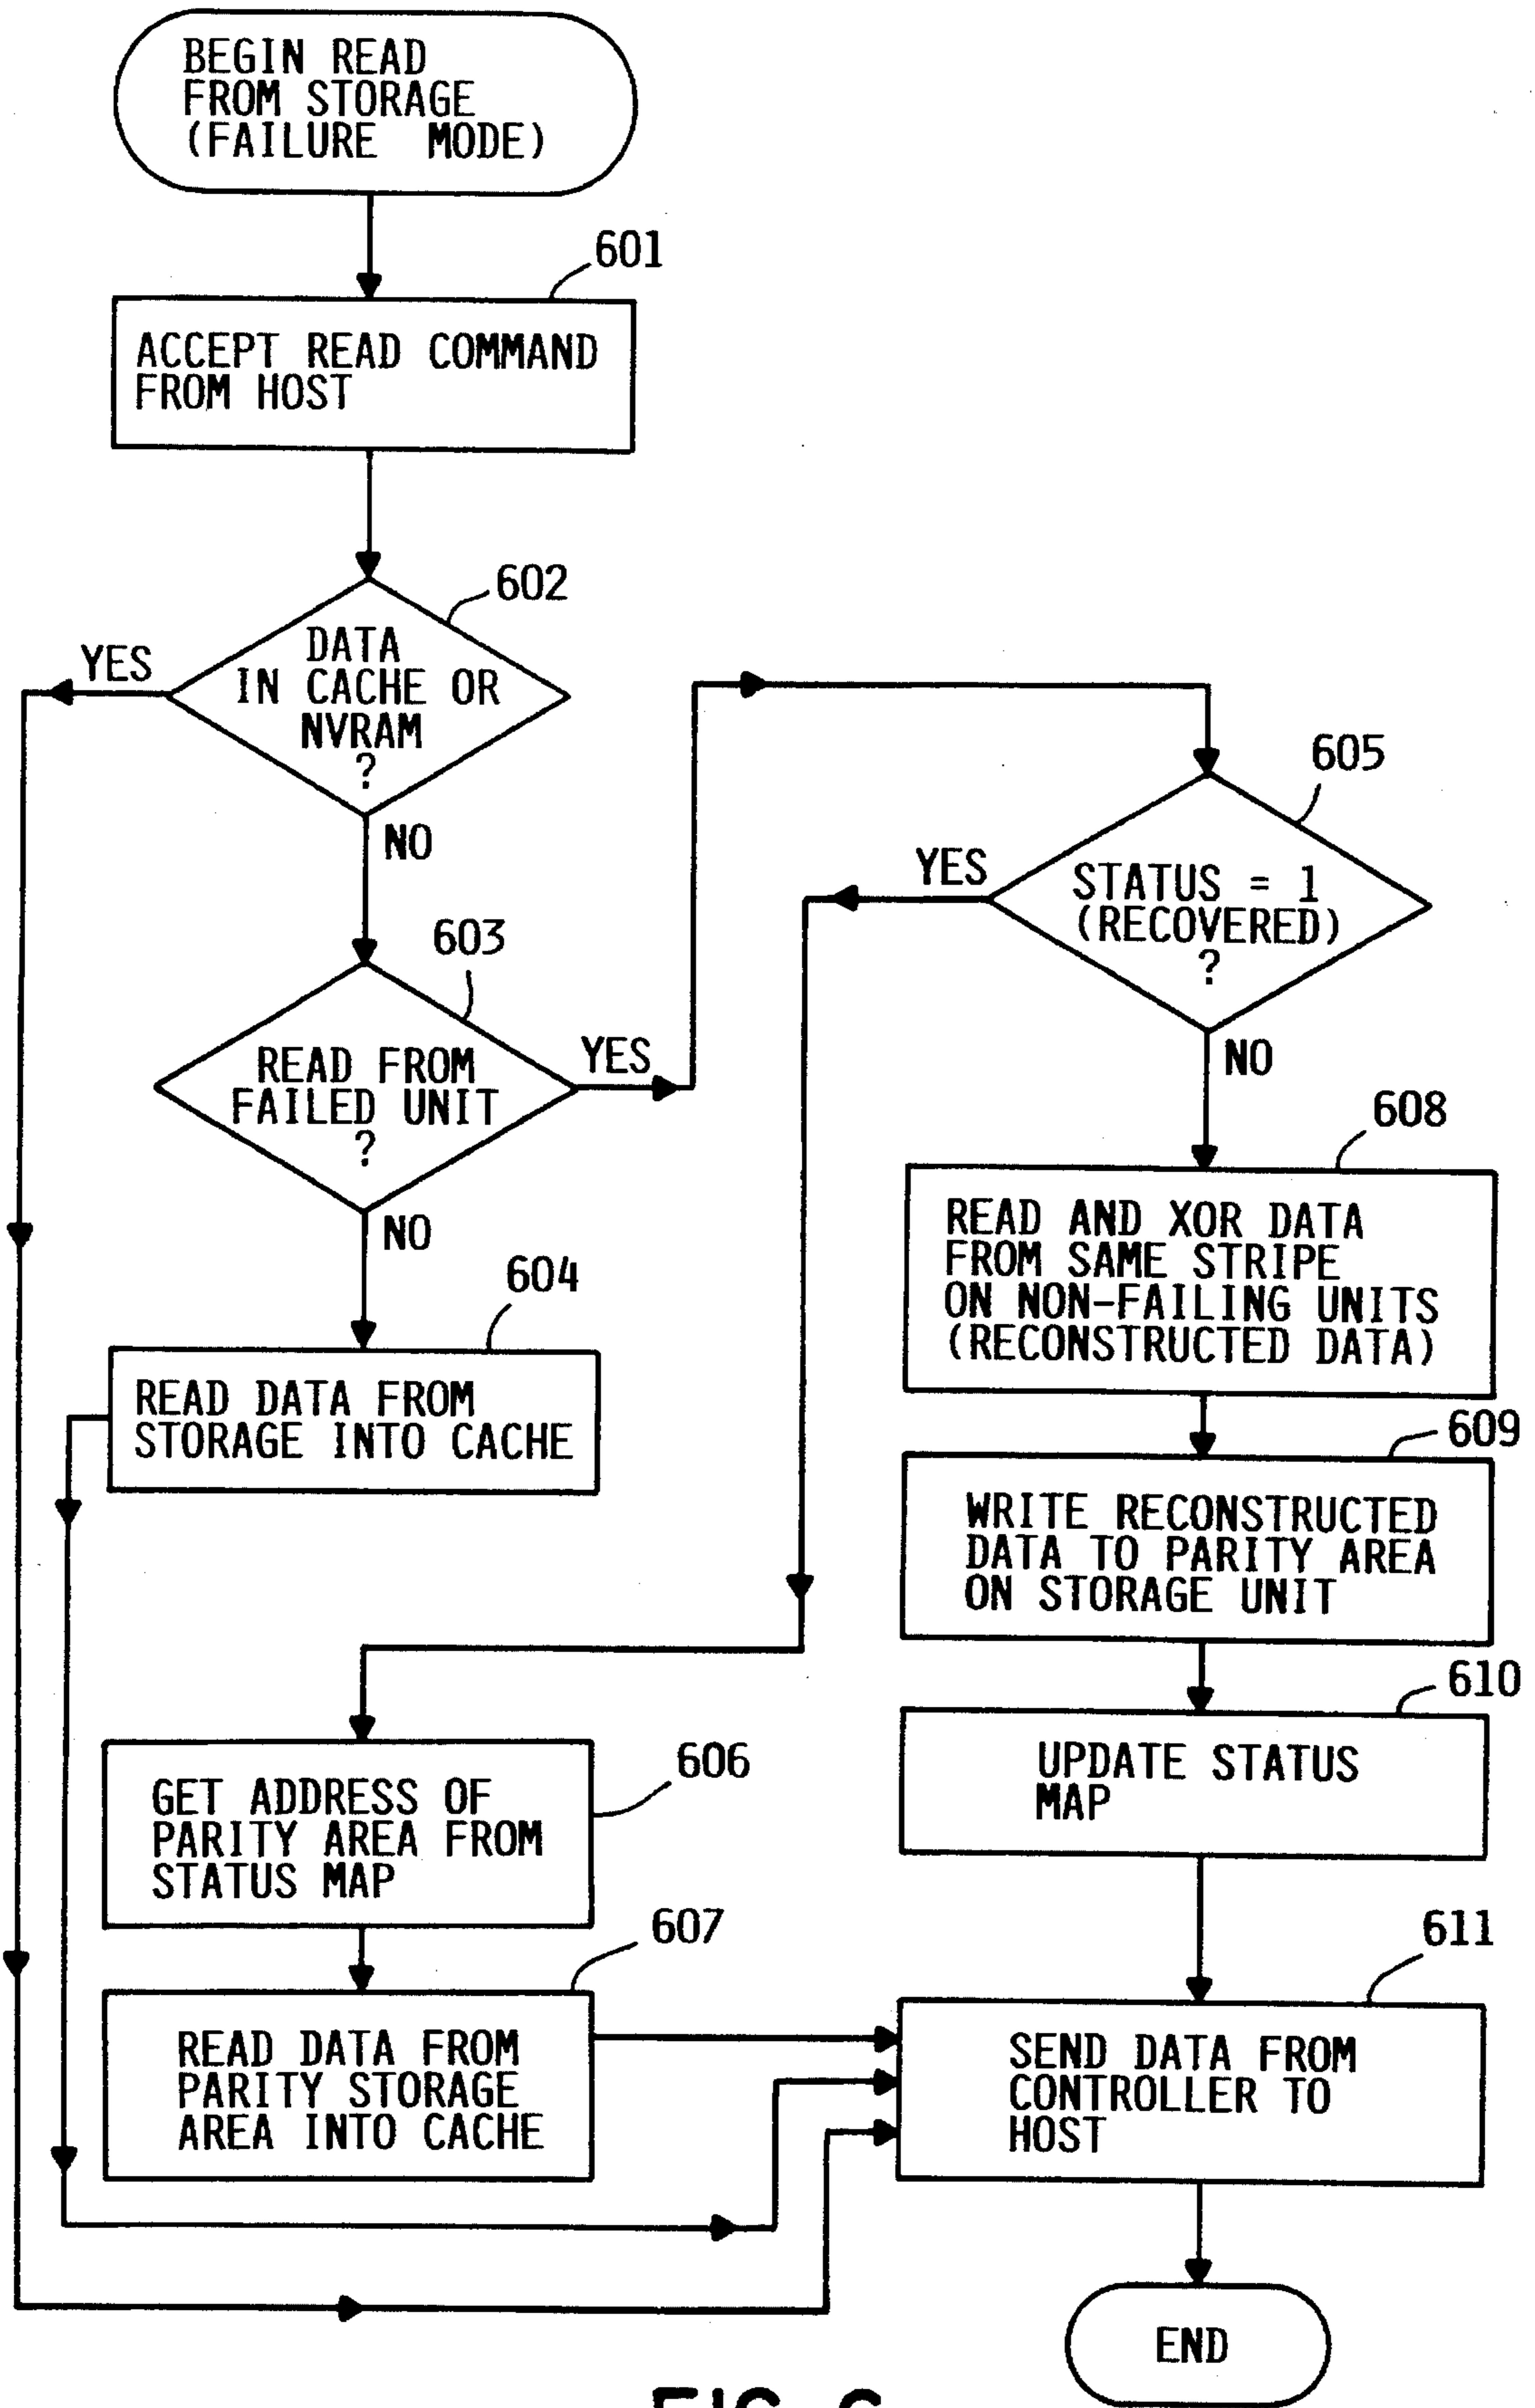 BEGIN READ
FROM STORAGE
(FAILURE MODE)
601
ACCEPT READ COMMAND
FROM HOST
602
DATA
IN CACHE OR
NVRAM
?
YES
NO
603
READ FROM
FAILED UNIT
?
YES
NO
604
READ DATA FROM
STORAGE INTO CACHE
605
STATUS = 1
(RECOVERED)
?
YES
NO
608
READ AND XOR DATA
FROM SAME STRIPE
ON NON-FAILING UNITS
(RECONSTRUCTED DATA)
609
WRITE RECONSTRUCTED
DATA TO PARITY AREA
ON STORAGE UNIT
610
UPDATE STATUS
MAP
606
GET ADDRESS OF
PARITY AREA FROM
STATUS MAP
607
READ DATA FROM
PARITY STORAGE
AREA INTO CACHE
611
SEND DATA FROM
CONTROLLER TO
HOST
END
FIG.